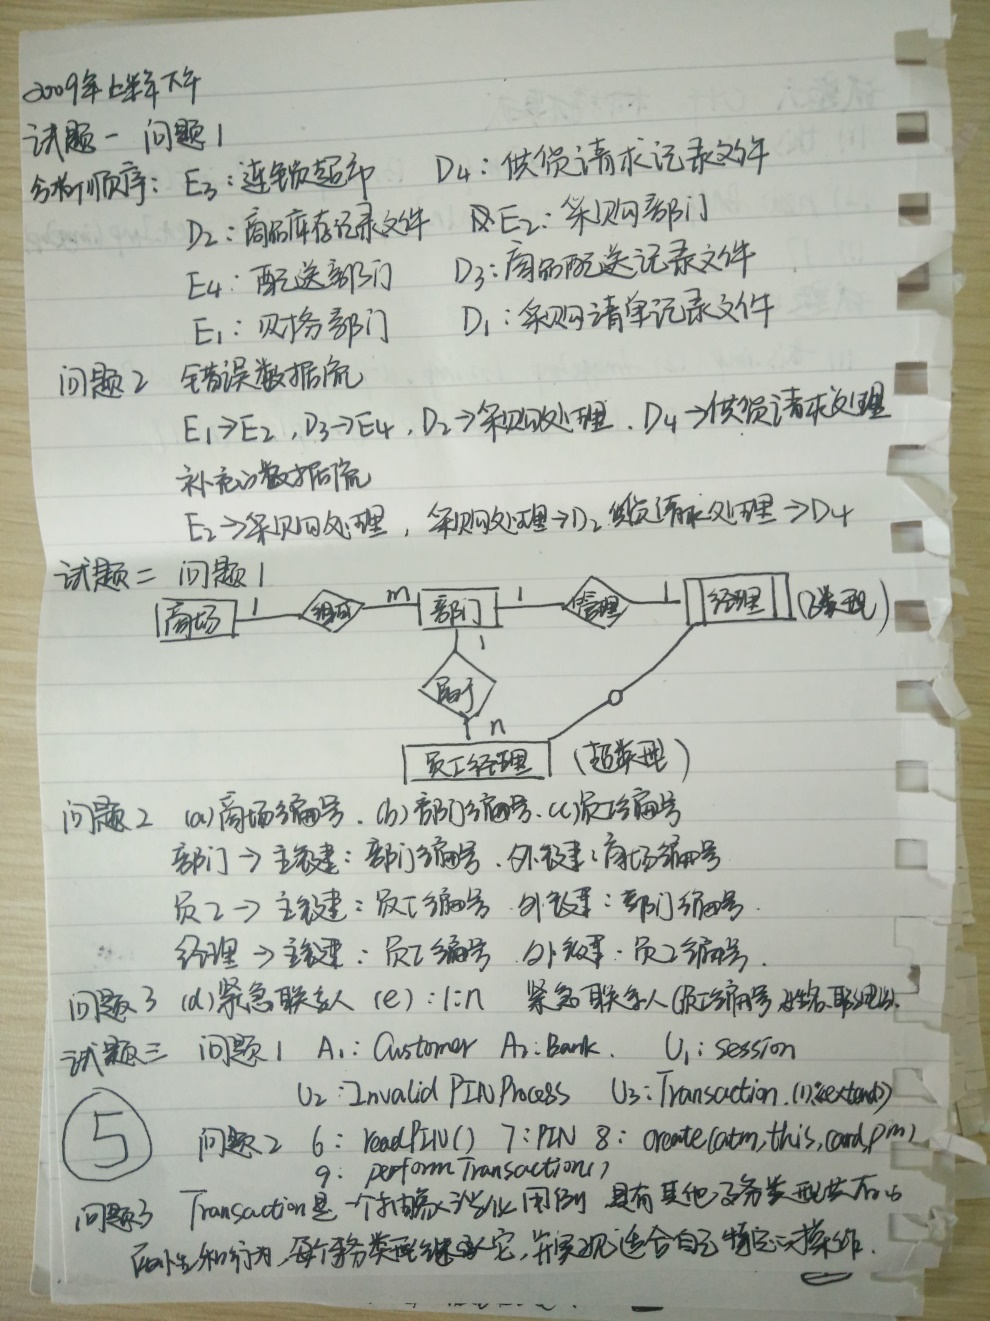 2009年上半年下午
试题一 问题1
分析顺序: E3:连锁超市 D4:供货请求记录文件
D2:商品库存记录文件 E2:采购部门
E4:配送部门 D3:商品配送记录文件
E1:财务部门 D1:采购请单记录文件
问题2 错误数据流
E1→E2,D3→E4,D2→采购处理、D4→供货请求处理
补充的数据流
E2→采购处理,采购处理→D2 供货请求处理→D4
试题二 问题1
商场 1 组成 m 部门 1 管理 1 经理 (子类型)
属于 1
n
员工经理 (超类型)
问题2 (a)商场编号、(b)部门编号、(c)员工编号
部门→主键:部门编号、外键:商场编号
员工→主键:员工编号 外键:部门编号.
经理→主键:员工编号 外键:员工编号.
问题3 (d)紧急联系人 (e):1:n 紧急联系人(员工编号 姓名
试题三 问题1 A1:Customer A2:Bank. U1:session
U2:Invalid PIN Process U3:Transaction.(1):《extend》
⑤
问题2 6:readPIN() 7:PIN 8:create(atm,this,card,pin)
9:performTransaction()
问题3 Transaction是一个抽象泛化用例 具有其他事务类型共有的
属性和行为,每个事务类型继承它,并实现适合自己特定的操作.